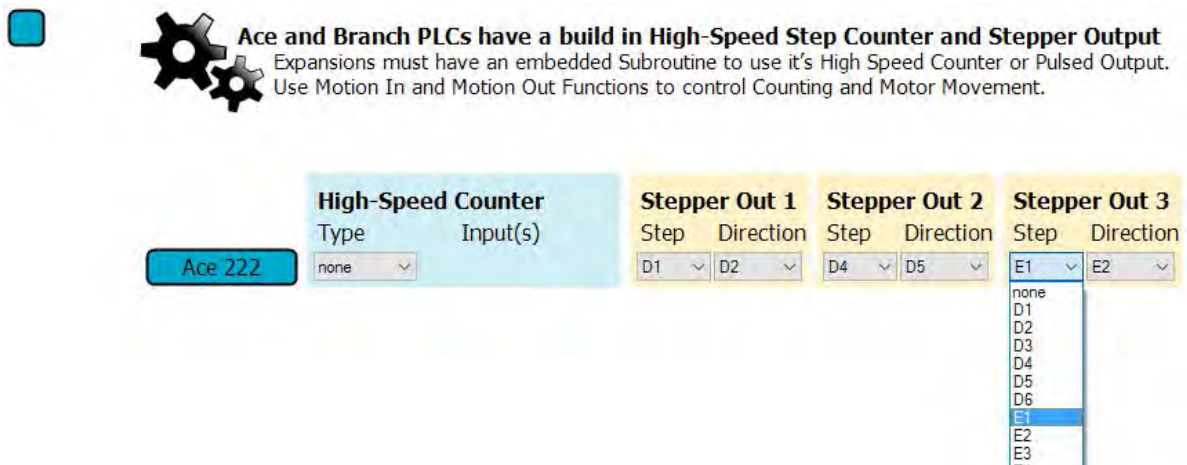 Ace and Branch PLCs have a build in High-Speed Step Counter and Stepper Output
Expansions must have an embedded Subroutine to use it's High Speed Counter or Pulsed Output.
Use Motion In and Motion Out Functions to control Counting and Motor Movement.
High-Speed Counter Stepper Out 1 Stepper Out 2 Stepper Out 3
Type Input(s) Step Direction Step Direction Step Direction
Ace 222 none D1 D2 D4 D5 E1 E2
none
D1
D2
D3
D4
D5
D6
E1
E2
E3